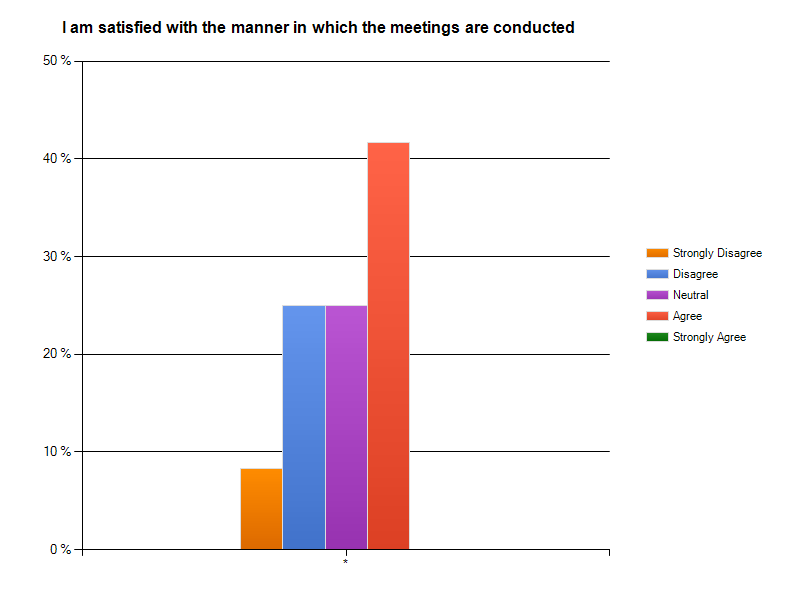 I am satisfied with the manner in which the meetings are conducted
50 %
40 %
30 %
20 %
10 %
0 %
*
Strongly Disagree
Disagree
Neutral
Agree
Strongly Agree